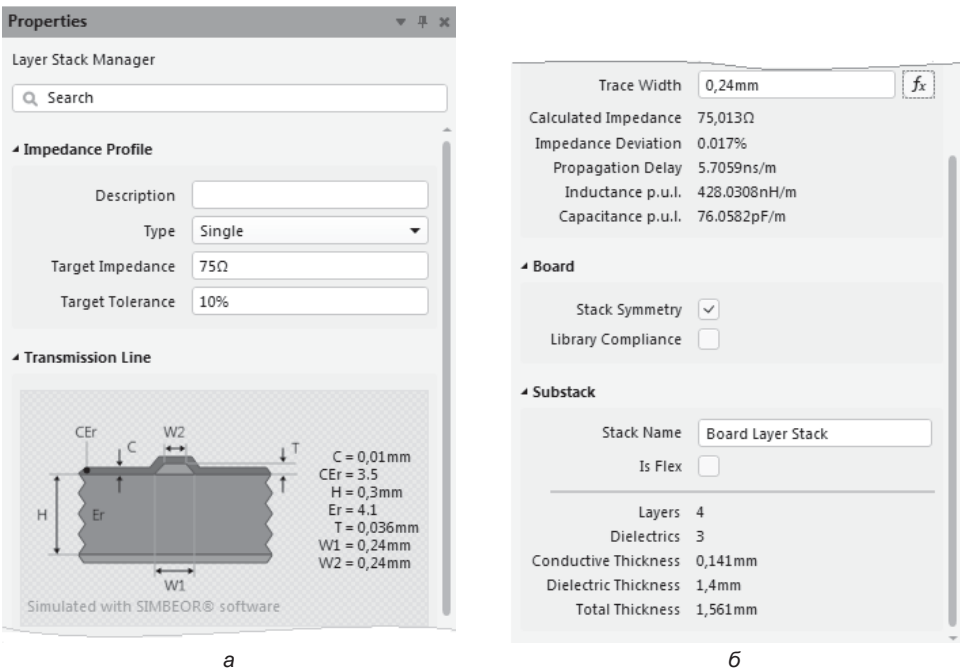 Properties
Layer Stack Manager
Search
Impedance Profile
Description
Type Single
Target Impedance 75Ω
Target Tolerance 10%
Transmission Line
CEr
W2
C
T
H
Er
W1
C = 0,01mm
CEr = 3.5
H = 0,3mm
Er = 4.1
T = 0,036mm
W1 = 0,24mm
W2 = 0,24mm
Simulated with SIMBEOR® software
а
Trace Width 0,24mm fx
Calculated Impedance 75,013Ω
Impedance Deviation 0.017%
Propagation Delay 5.7059ns/m
Inductance p.u.l. 428.0308nH/m
Capacitance p.u.l. 76.0582pF/m
Board
Stack Symmetry
Library Compliance
Substack
Stack Name Board Layer Stack
Is Flex
Layers 4
Dielectrics 3
Conductive Thickness 0,141mm
Dielectric Thickness 1,4mm
Total Thickness 1,561mm
б